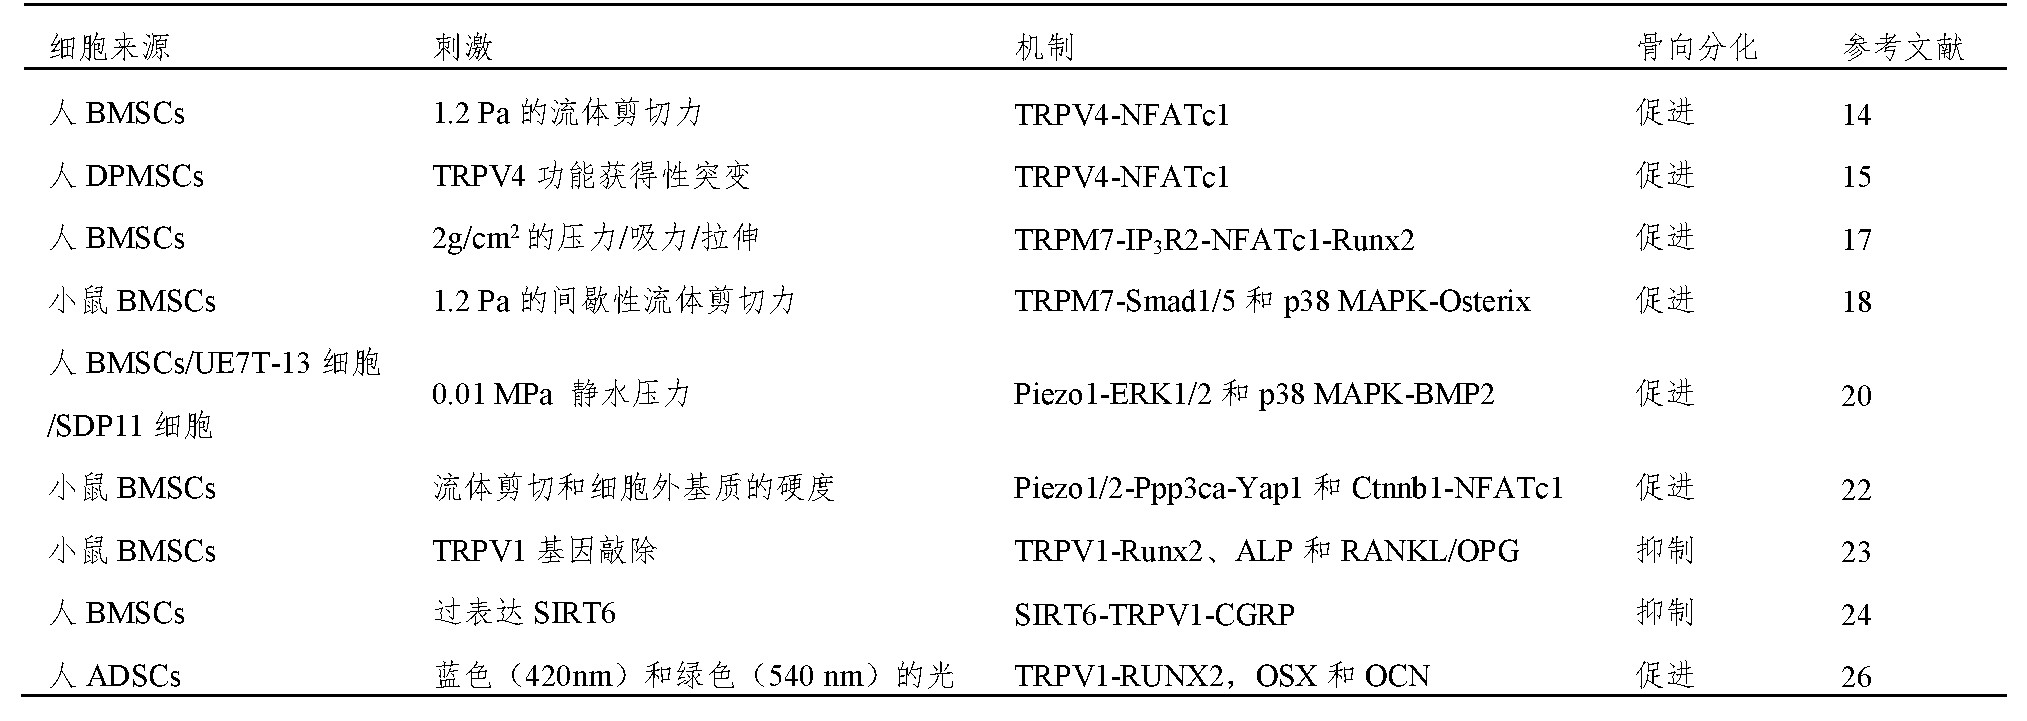 细胞来源 刺激 机制 骨向分化 参考文献
人 BMSCs 1.2 Pa 的流体剪切力 TRPV4-NFATc1 促进 14
人 DPMSCs TRPV4 功能获得性突变 TRPV4-NFATc1 促进 15
人 BMSCs 2g/cm²的压力/吸力/拉伸 TRPM7-IP₃R2-NFATc1-Runx2 促进 17
小鼠 BMSCs 1.2 Pa 的间歇性流体剪切力 TRPM7-Smad1/5 和 p38 MAPK-Osterix 促进 18
人 BMSCs/UE7T-13 细胞
/SDP11 细胞 0.01 MPa 静水压力 Piezo1-ERK1/2 和 p38 MAPK-BMP2 促进 20
小鼠 BMSCs 流体剪切和细胞外基质的硬度 Piezo1/2-Ppp3ca-Yap1 和 Ctnnb1-NFATc1 促进 22
小鼠 BMSCs TRPV1 基因敲除 TRPV1-Runx2、ALP 和 RANKL/OPG 抑制 23
人 BMSCs 过表达 SIRT6 SIRT6-TRPV1-CGRP 抑制 24
人 ADSCs 蓝色（420nm）和绿色（540 nm）的光 TRPV1-RUNX2，OSX 和 OCN 促进 26